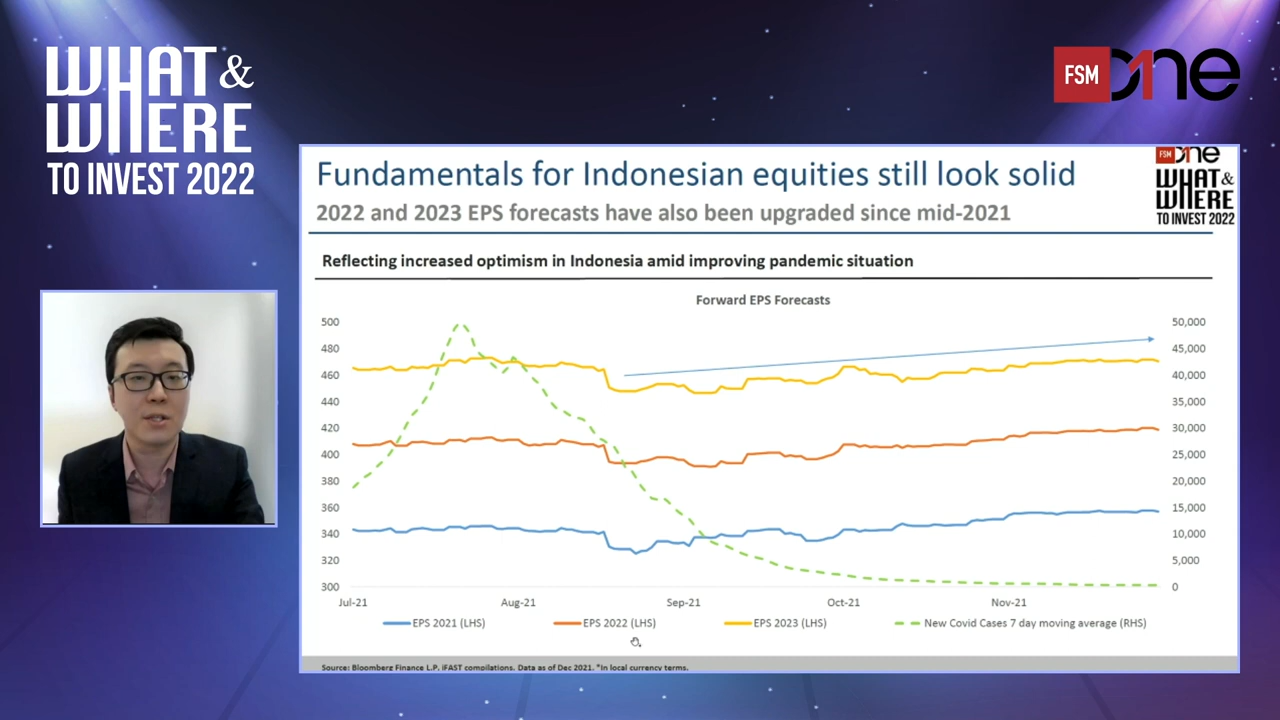 WHAT &
WHERE
TO INVEST 2022
FSM one
Fundamentals for Indonesian equities still look solid
2022 and 2023 EPS forecasts have also been upgraded since mid-2021
FSM one
WHAT &
WHERE
TO INVEST 2022
Reflecting increased optimism in Indonesia amid improving pandemic situation
Forward EPS Forecasts
500
480
460
440
420
400
380
360
340
320
300
50,000
45,000
40,000
35,000
30,000
25,000
20,000
15,000
10,000
5,000
0
Jul-21 Aug-21 Sep-21 Oct-21 Nov-21
EPS 2021 (LHS) EPS 2022 (LHS) EPS 2023 (LHS) New Covid Cases 7 day moving average (RHS)
Source: Bloomberg Finance L.P, iFAST compilations. Data as of Dec 2021. *In local currency terms.